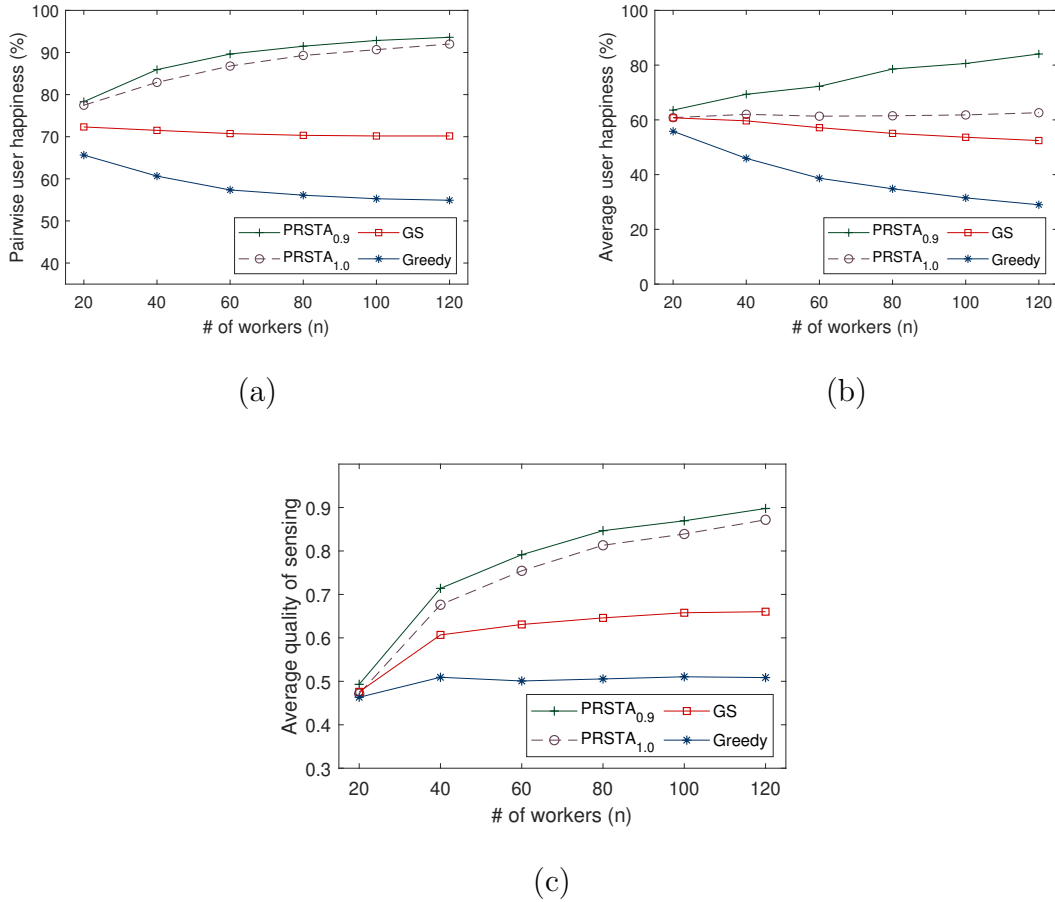 Pairwise user happiness (%)
100
90
80
70
60
50
40
20 40 60 80 100 120
# of workers (n)
PRSTA0.9 GS
PRSTA1.0 Greedy
(a)
Average user happiness (%)
100
80
60
40
20
0
20 40 60 80 100 120
# of workers (n)
PRSTA0.9 GS
PRSTA1.0 Greedy
(b)
Average quality of sensing
0.9
0.8
0.7
0.6
0.5
0.4
0.3
20 40 60 80 100 120
# of workers (n)
PRSTA0.9 GS
PRSTA1.0 Greedy
(c)